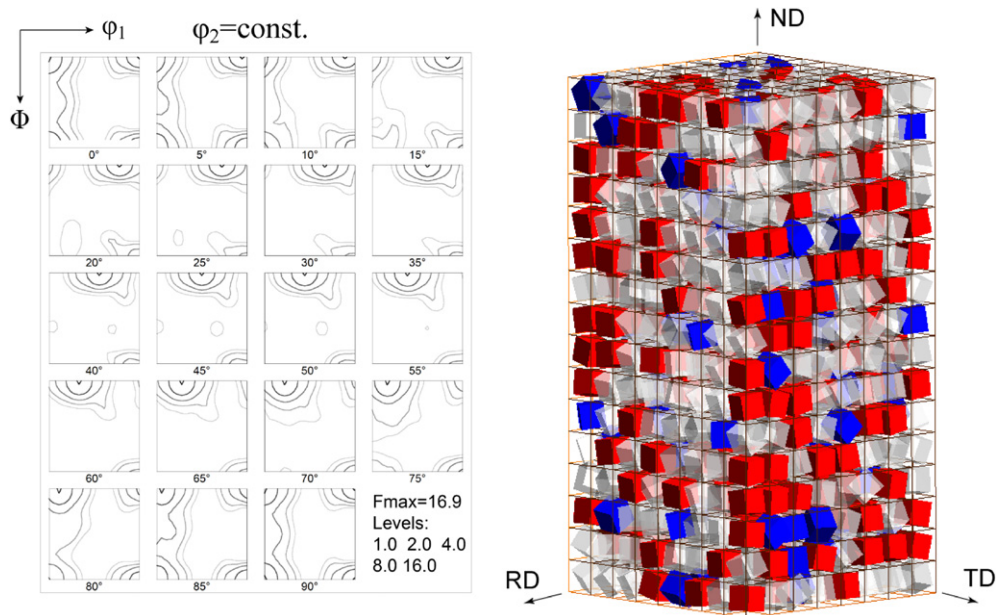 φ₁ φ₂=const.
Φ
0° 5° 10° 15°
20° 25° 30° 35°
40° 45° 50° 55°
60° 65° 70° 75°
Fmax=16.9
Levels:
1.0 2.0 4.0
8.0 16.0
80° 85° 90°
ND
RD
TD